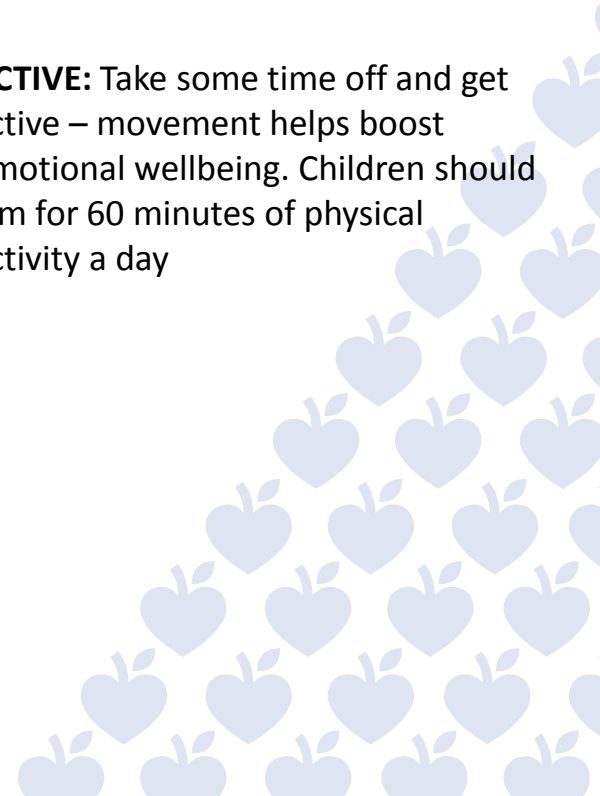 CTIVE: Take some time off and get
ctive – movement helps boost
motional wellbeing. Children should
m for 60 minutes of physical
ctivity a day